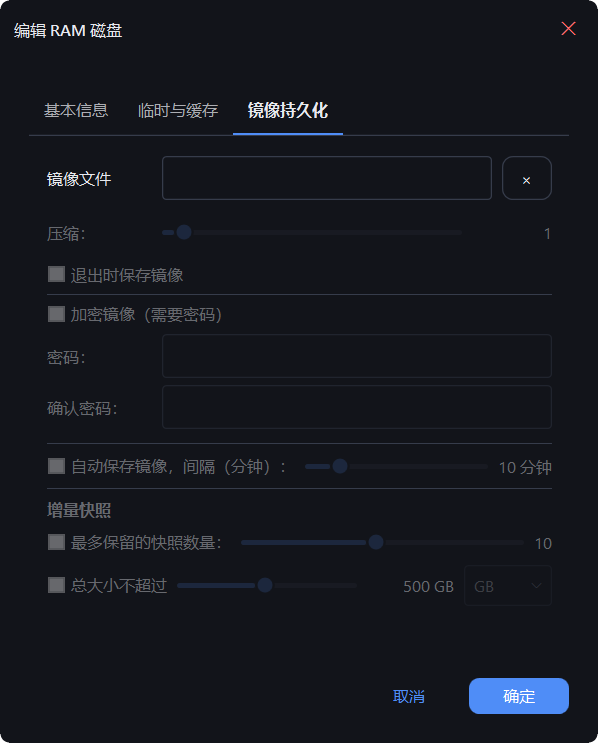 编辑 RAM 磁盘
基本信息 临时与缓存 镜像持久化
镜像文件 ×
压缩： 1
退出时保存镜像
加密镜像（需要密码）
密码：
确认密码：
自动保存镜像，间隔（分钟）： 10 分钟
增量快照
最多保留的快照数量： 10
总大小不超过 500 GB GB
取消 确定